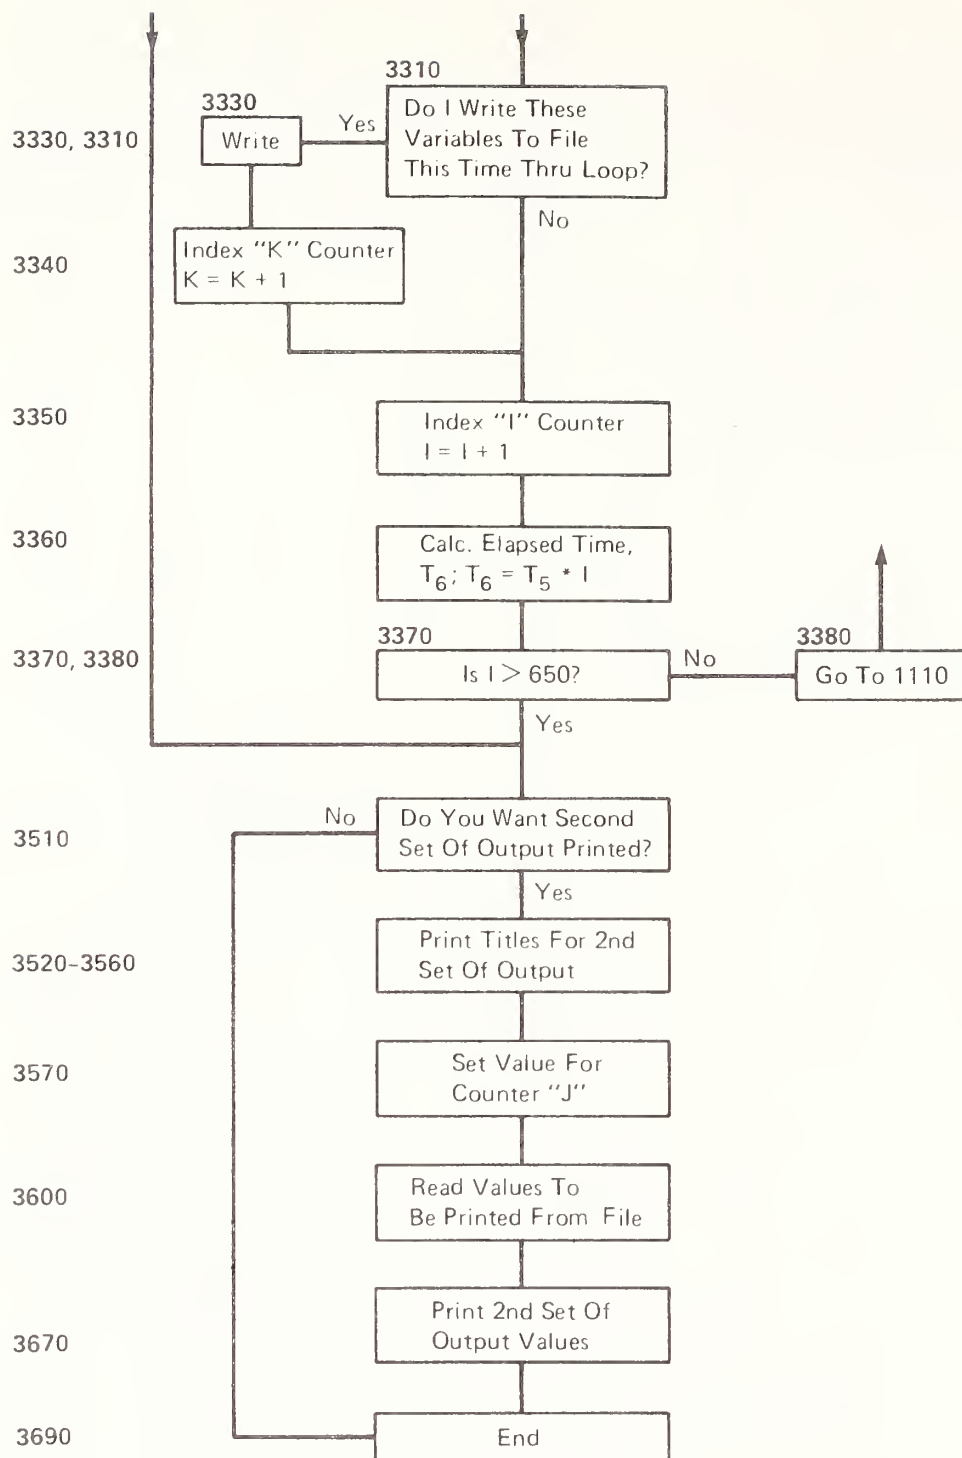 3310
3330
3330, 3310
Write
Yes
Do I Write These
Variables To File
This Time Thru Loop?
No
3340
Index "K" Counter
K = K + 1
3350
Index "I" Counter
I = I + 1
3360
Calc. Elapsed Time,
T6; T6 = T5 * I
3370
3380
3370, 3380
Is I > 650?
No
Go To 1110
Yes
No
3510
Do You Want Second
Set Of Output Printed?
Yes
3520-3560
Print Titles For 2nd
Set Of Output
3570
Set Value For
Counter "J"
3600
Read Values To
Be Printed From File
3670
Print 2nd Set Of
Output Values
3690
End